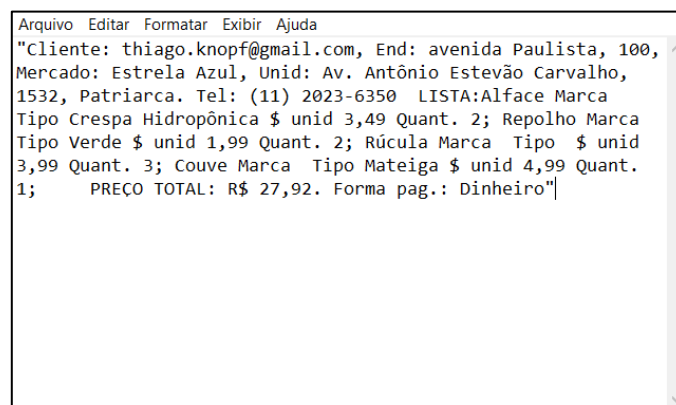 Arquivo Editar Formatar Exibir Ajuda
"Cliente: thiago.knopf@gmail.com, End: avenida Paulista, 100,
Mercado: Estrela Azul, Unid: Av. Antônio Estevão Carvalho,
1532, Patriarca. Tel: (11) 2023-6350  LISTA:Alface Marca
Tipo Crespa Hidropônica $ unid 3,49 Quant. 2; Repolho Marca
Tipo Verde $ unid 1,99 Quant. 2; Rúcula Marca  Tipo  $ unid
3,99 Quant. 3; Couve Marca  Tipo Mateiga $ unid 4,99 Quant.
1;     PREÇO TOTAL: R$ 27,92. Forma pag.: Dinheiro"